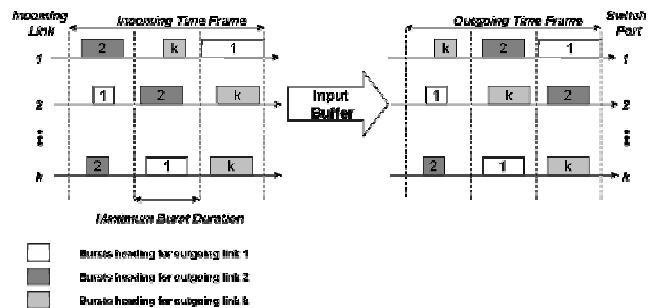 Incoming Link
Incoming Time Frame
Outgoing Time Frame
Switch Port
1 2 k 1
k 2 1 1
2 1 2 k
1 k 2 2
Input Buffer
k 2 1 k
2 1 k k
Maximum Burst Duration
Bursts heading for outgoing link 1
Bursts heading for outgoing link 2
Bursts heading for outgoing link k